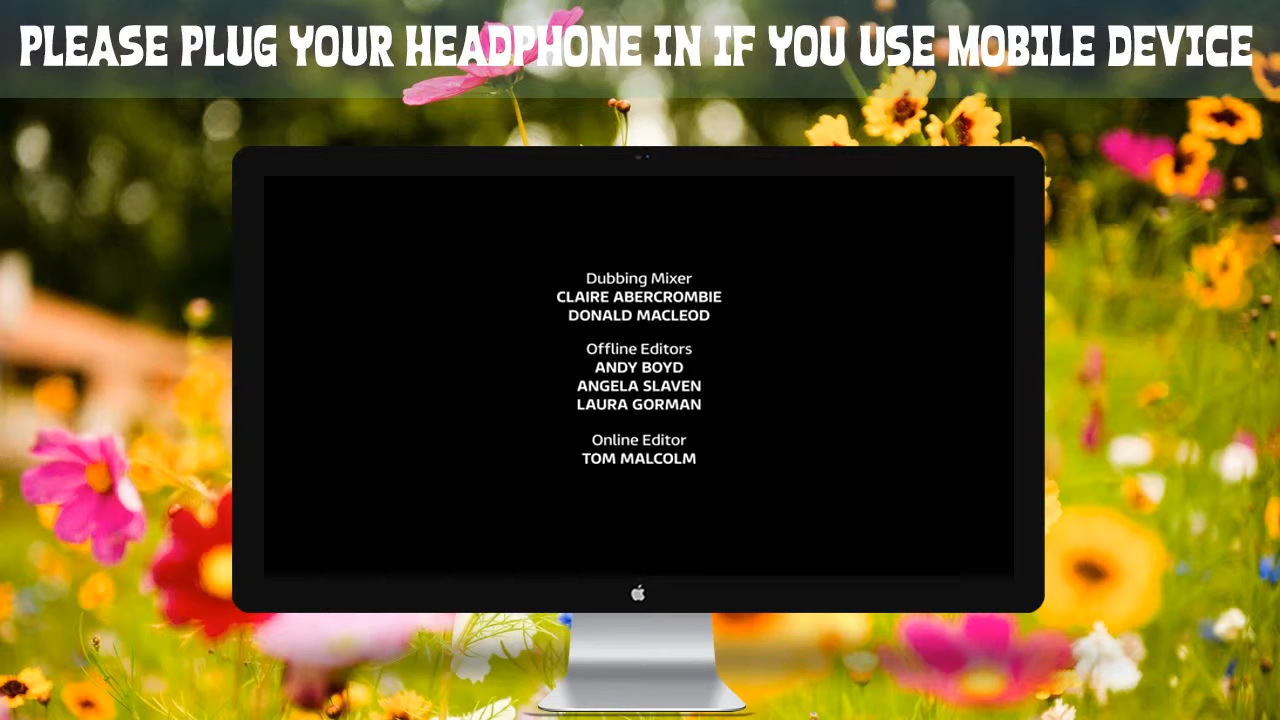 PLEASE PLUG YOUR HEADPHONE IN IF YOU USE MOBILE DEVICE
Dubbing Mixer
CLAIRE ABERCROMBIE
DONALD MACLEOD
Offline Editors
ANDY BOYD
ANGELA SLAVEN
LAURA GORMAN
Online Editor
TOM MALCOLM